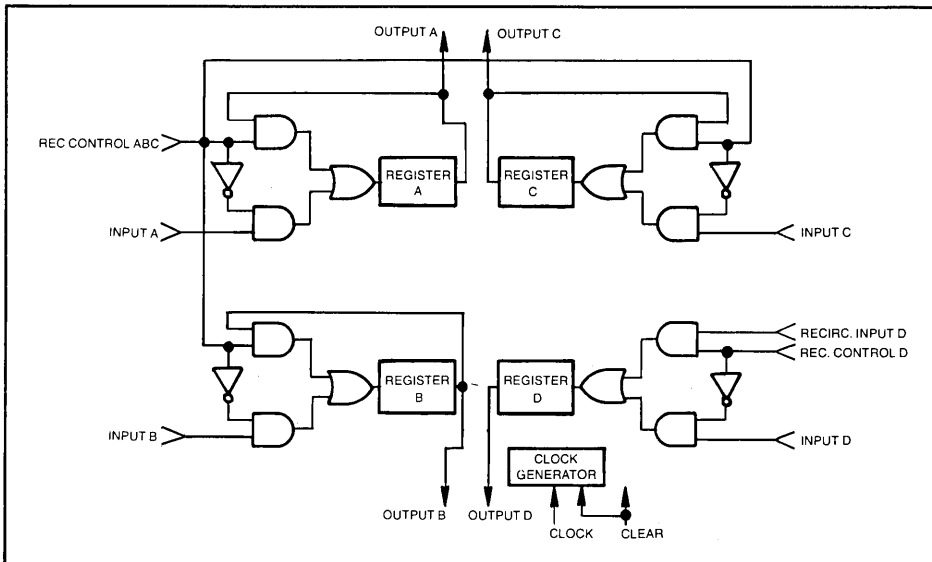 OUTPUT A
OUTPUT C
REC CONTROL ABC
REGISTER
A
REGISTER
C
INPUT A
INPUT C
RECIRC. INPUT D
REC. CONTROL D
REGISTER
B
REGISTER
D
INPUT B
INPUT D
CLOCK
GENERATOR
OUTPUT B
OUTPUT D
CLOCK
CLEAR